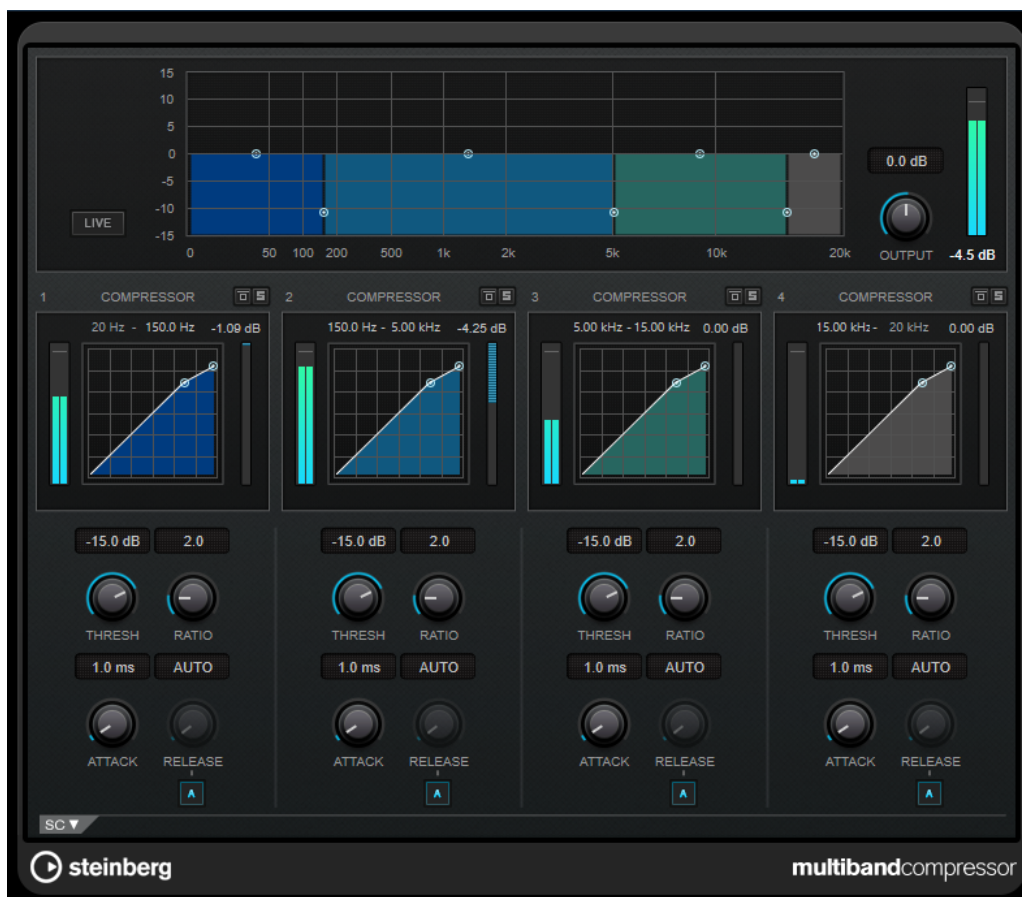 15
10
5
0
-5
-10
-15
LIVE
0 50 100 200 500 1k 2k 5k 10k 20k
0.0 dB
OUTPUT -4.5 dB
1 COMPRESSOR S 2 COMPRESSOR S 3 COMPRESSOR S 4 COMPRESSOR S
20 Hz - 150.0 Hz -1.09 dB 150.0 Hz - 5.00 kHz -4.25 dB 5.00 kHz - 15.00 kHz 0.00 dB 15.00 kHz - 20 kHz 0.00 dB
-15.0 dB 2.0 -15.0 dB 2.0 -15.0 dB 2.0 -15.0 dB 2.0
THRESH RATIO THRESH RATIO THRESH RATIO THRESH RATIO
1.0 ms AUTO 1.0 ms AUTO 1.0 ms AUTO 1.0 ms AUTO
ATTACK RELEASE ATTACK RELEASE ATTACK RELEASE ATTACK RELEASE
A A A A
SC ▼
steinberg multibandcompressor